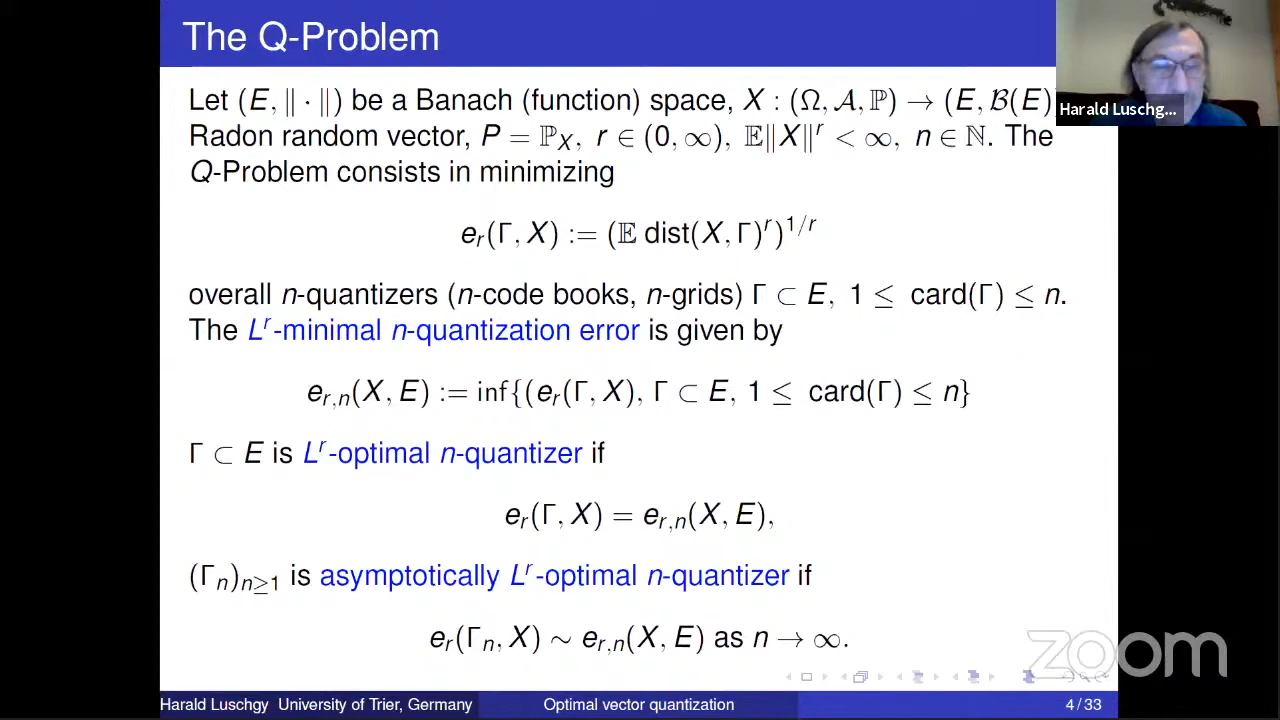 The Q-Problem
Let (E, ‖ · ‖) be a Banach (function) space, X : (Ω, 𝒜, ℙ) → (E, ℬ(E)
Harald Luschg...
Radon random vector, P = ℙ_X, r ∈ (0, ∞), 𝔼‖X‖^r < ∞, n ∈ ℕ. The
Q-Problem consists in minimizing
e_r(Γ, X) := (𝔼 dist(X, Γ)^r)^{1/r}
overall n-quantizers (n-code books, n-grids) Γ ⊂ E, 1 ≤ card(Γ) ≤ n.
The L^r-minimal n-quantization error is given by
e_{r,n}(X, E) := inf{(e_r(Γ, X), Γ ⊂ E, 1 ≤ card(Γ) ≤ n}
Γ ⊂ E is L^r-optimal n-quantizer if
e_r(Γ, X) = e_{r,n}(X, E),
(Γ_n)_{n≥1} is asymptotically L^r-optimal n-quantizer if
e_r(Γ_n, X) ∼ e_{r,n}(X, E) as n → ∞.
zoom
Harald Luschgy University of Trier, Germany
Optimal vector quantization
4 / 33